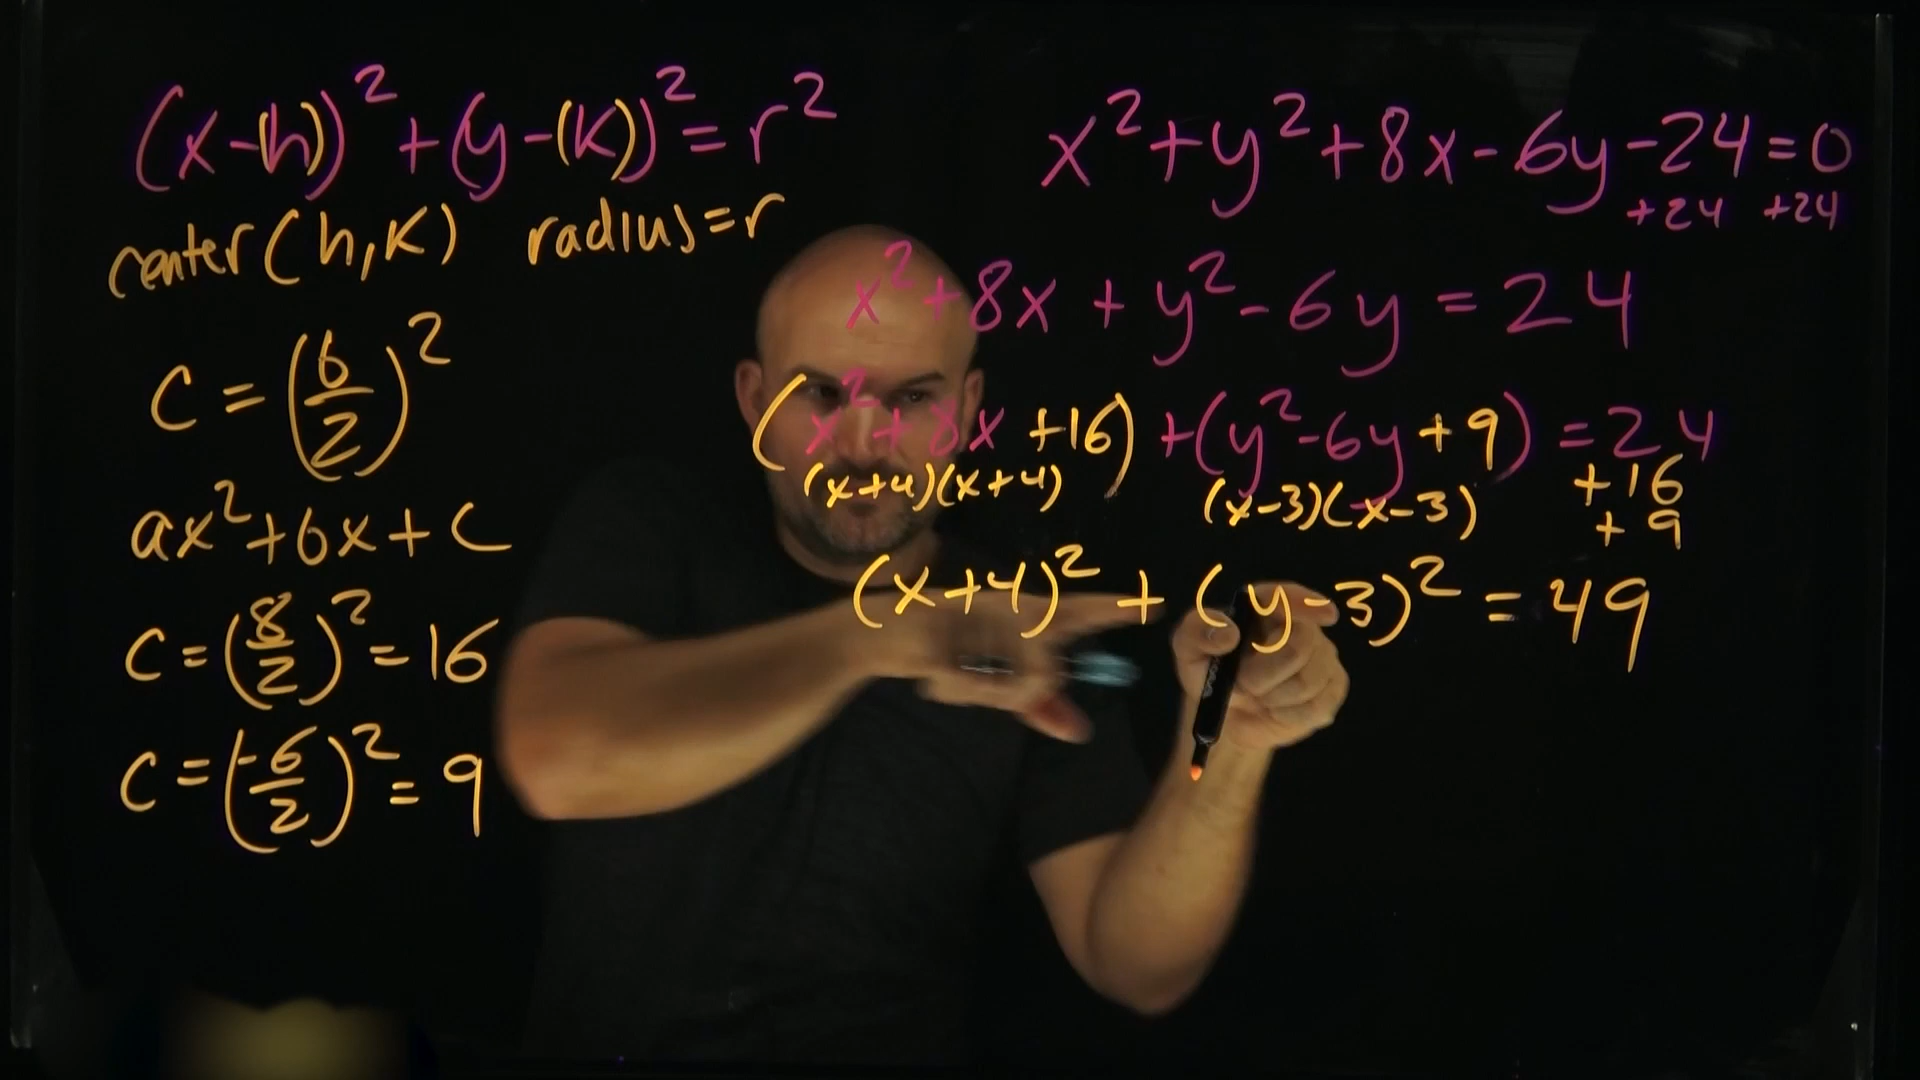 (x-(h))²+(y-(k))²=r²
center(h,k) radius=r
C=(6/2)²
ax²+6x+C
C=(8/2)²=16
C=(-6/2)²=9
x²+y²+8x-6y-24=0
+24 +24
x²+8x+y²-6y=24
(x²+8x+16)+(y²-6y+9)=24
(x+4)(x+4) (x-3)(x-3) +16
+9
(x+4)²+(y-3)²=49